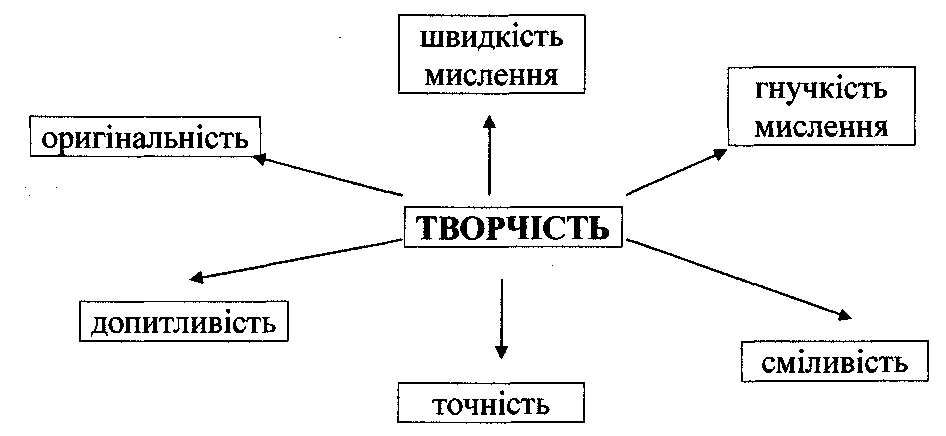 швидкість
мислення
гнучкість
мислення
оригінальність
ТВОРЧІСТЬ
допитливість
сміливість
точність